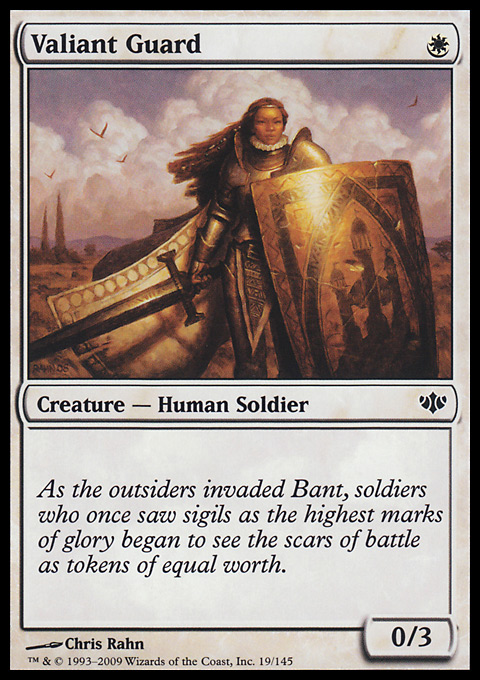 Valiant Guard
Creature — Human Soldier
As the outsiders invaded Bant, soldiers
who once saw sigils as the highest marks
of glory began to see the scars of battle
as tokens of equal worth.
0/3
Chris Rahn
™ & © 1993–2009 Wizards of the Coast, Inc. 19/145